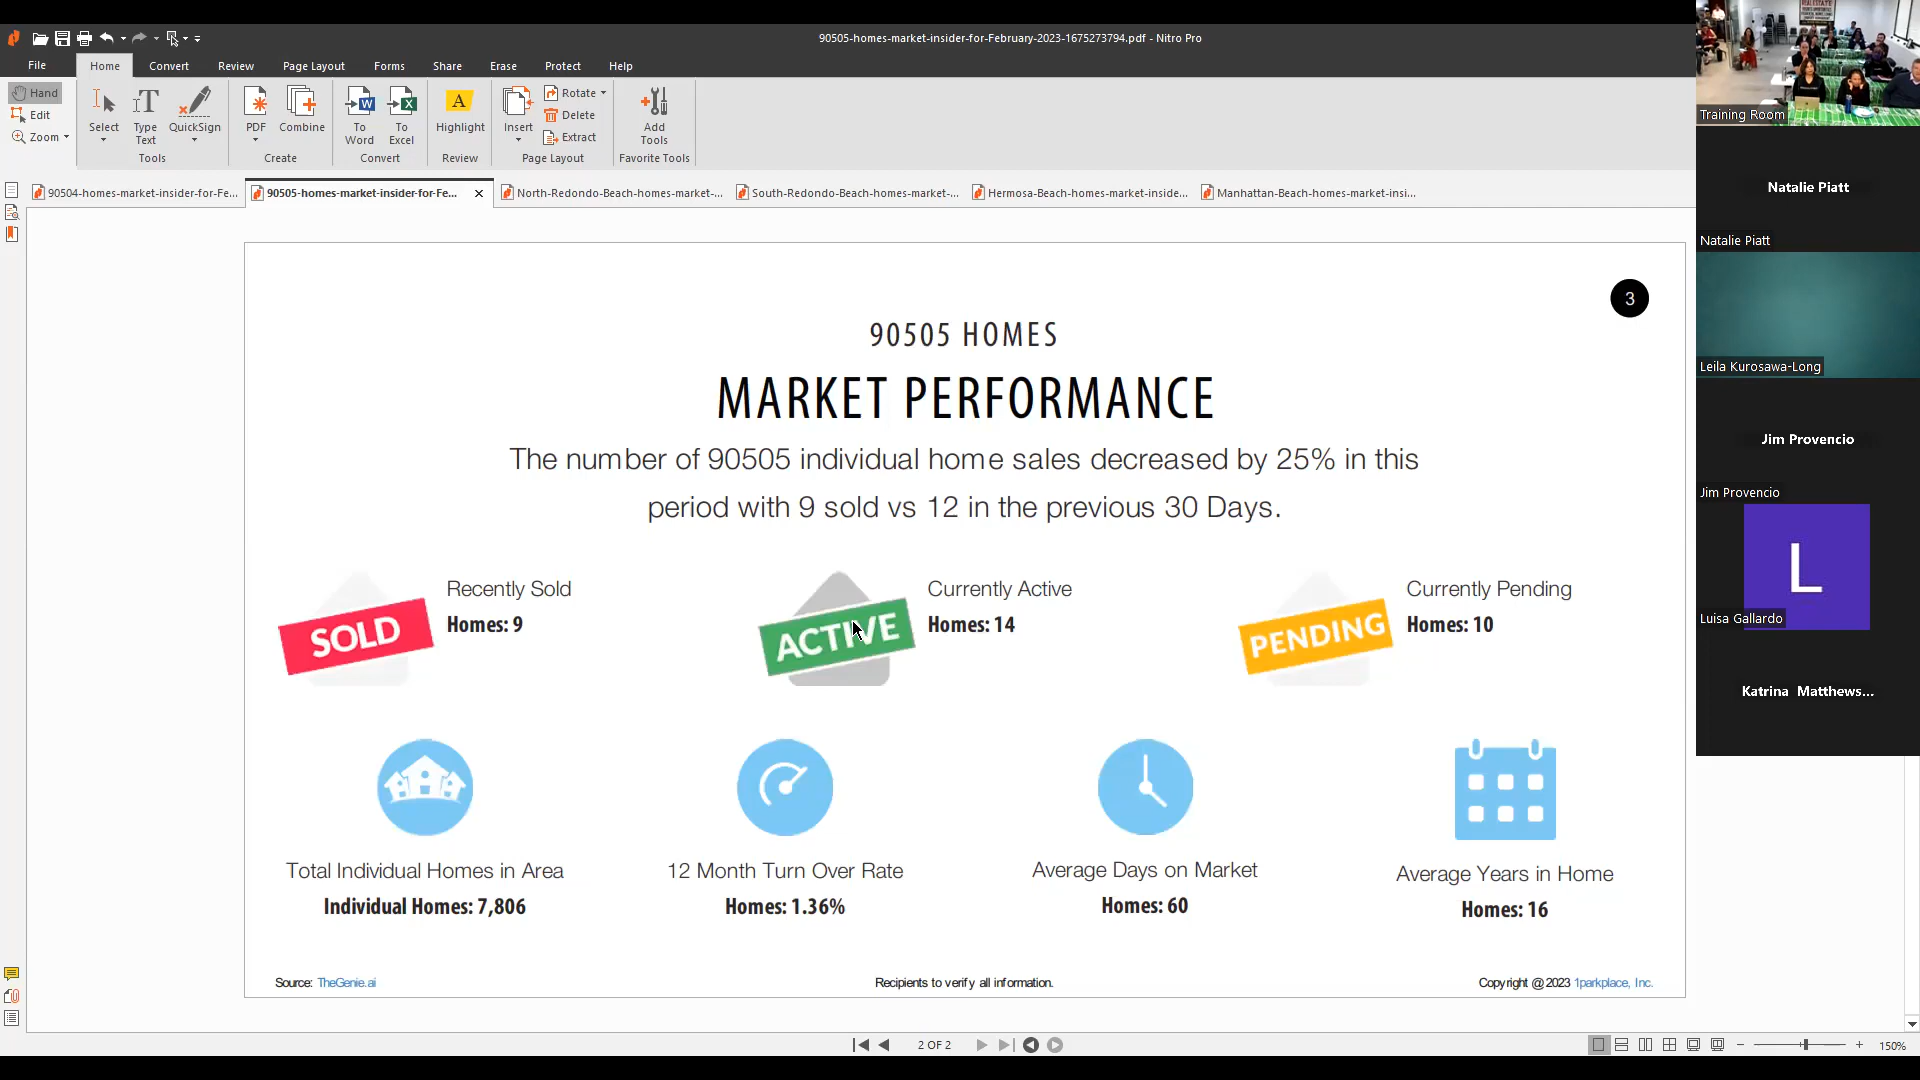 90505-homes-market-insider-for-February-2023-1675273794.pdf - Nitro Pro
File
Home
Convert
Review
Page Layout
Forms
Share
Erase
Protect
Help
Hand
Edit
Zoom
Select
Type
Text
QuickSign
Tools
PDF
Combine
Create
To
Word
To
Excel
Convert
Highlight
Review
Insert
Rotate
Delete
Extract
Page Layout
Add
Tools
Favorite Tools
90504-homes-market-insider-for-Fe...
90505-homes-market-insider-for-Fe...
North-Redondo-Beach-homes-market-...
South-Redondo-Beach-homes-market-...
Hermosa-Beach-homes-market-inside...
Manhattan-Beach-homes-market-insi...
3
90505 HOMES
MARKET PERFORMANCE
The number of 90505 individual home sales decreased by 25% in this
period with 9 sold vs 12 in the previous 30 Days.
SOLD
Recently Sold
Homes: 9
ACTIVE
Currently Active
Homes: 14
PENDING
Currently Pending
Homes: 10
Total Individual Homes in Area
Individual Homes: 7,806
12 Month Turn Over Rate
Homes: 1.36%
Average Days on Market
Homes: 60
Average Years in Home
Homes: 16
Source: TheGenie.ai
Recipients to verify all information.
Copyright @ 2023 1parkplace, Inc.
2 OF 2
150%
REAL ESTATE
Training Room
Natalie Piatt
Natalie Piatt
Leila Kurosawa-Long
Jim Provencio
Jim Provencio
L
Luisa Gallardo
Katrina Matthews...